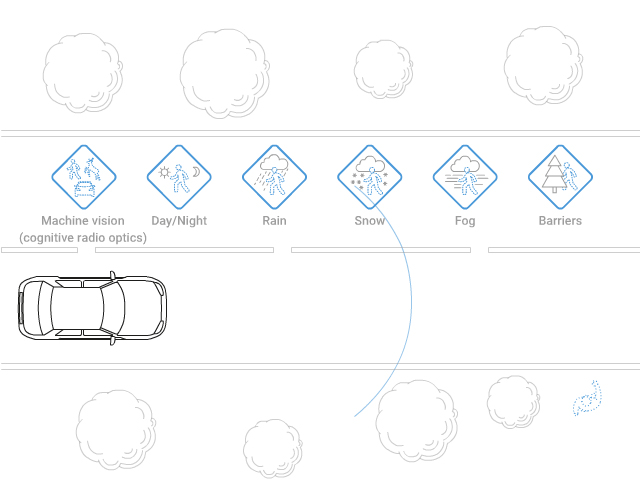 Machine vision
(cognitive radio optics)
Day/Night
Rain
Snow
Fog
Barriers